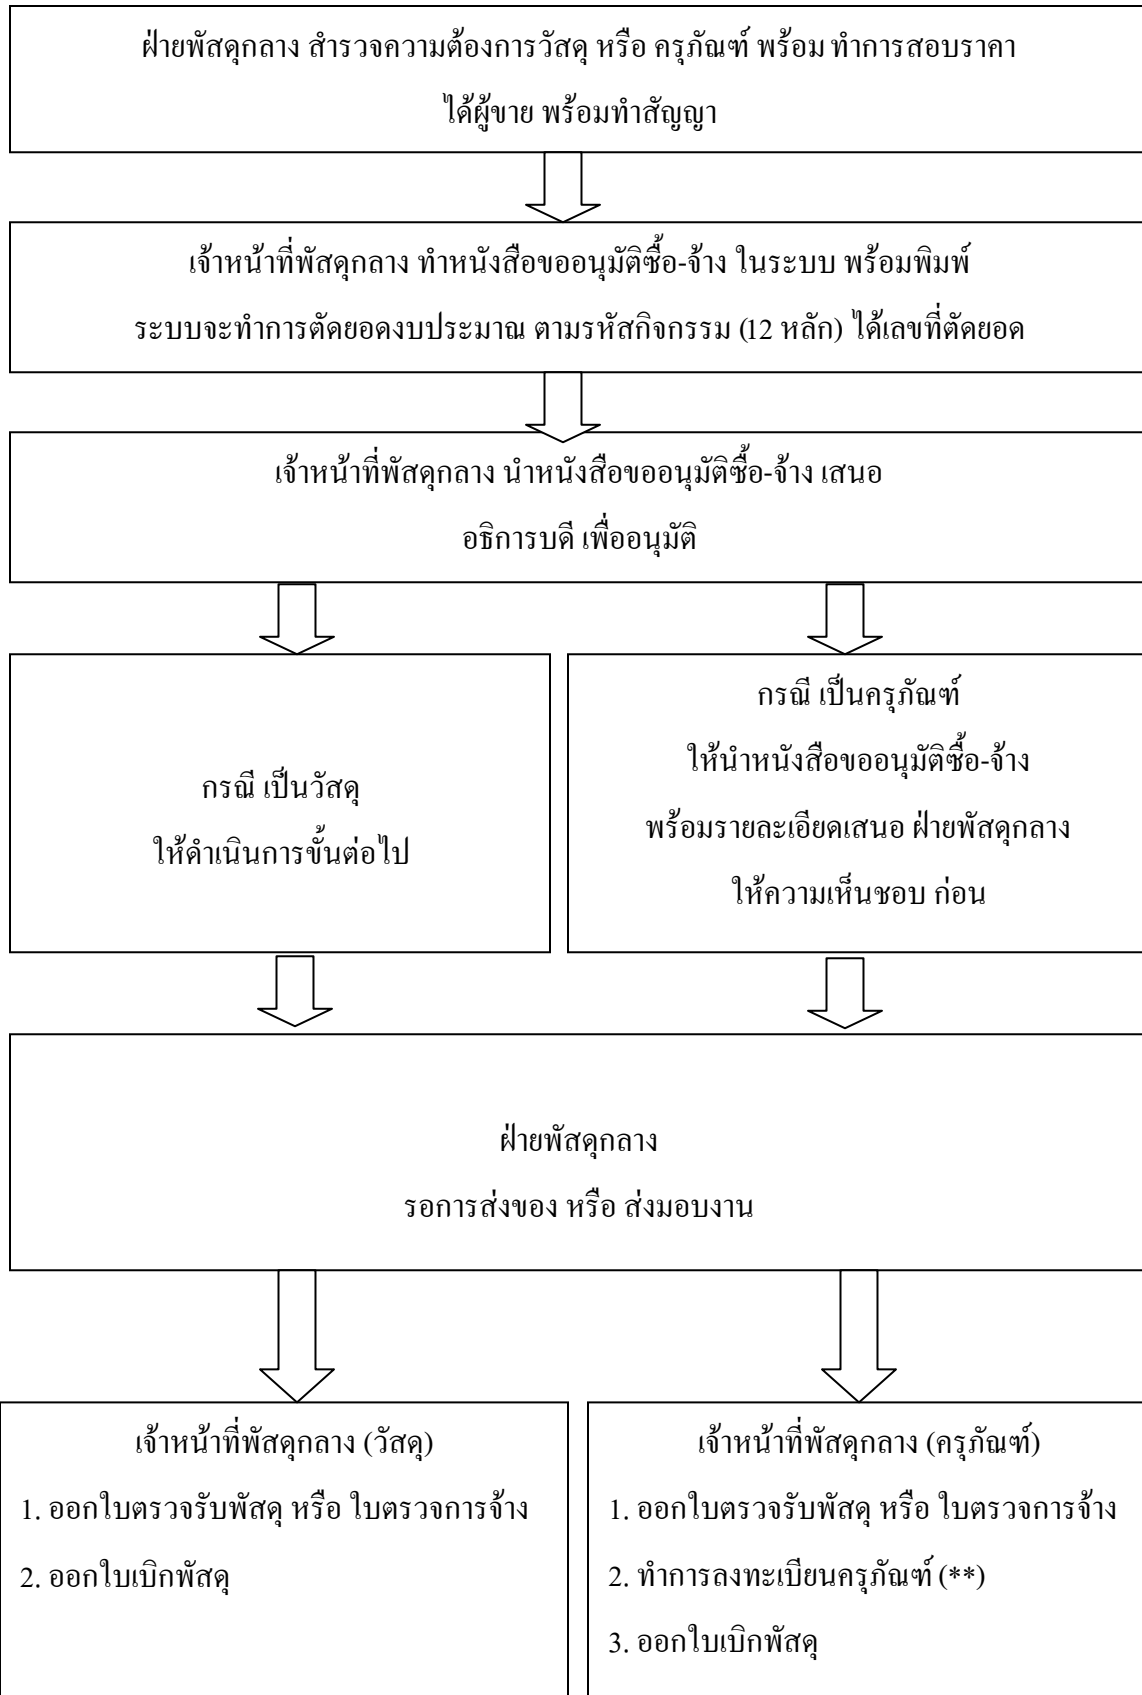 ฝ่ายพัสดุกลาง สำรวจความต้องการวัสดุ หรือ ครุภัณฑ์ พร้อม ทำการสอบราคา
ได้ผู้ขาย พร้อมทำสัญญา
เจ้าหน้าที่พัสดุกลาง ทำหนังสือขออนุมัติซื้อ-จ้าง ในระบบ พร้อมพิมพ์
ระบบจะทำการตัดยอดงบประมาณ ตามรหัสกิจกรรม (12 หลัก) ได้เลขที่ตัดยอด
เจ้าหน้าที่พัสดุกลาง นำหนังสือขออนุมัติซื้อ-จ้าง เสนอ
อธิการบดี เพื่ออนุมัติ
กรณี เป็นวัสดุ
ให้ดำเนินการขั้นต่อไป
กรณี เป็นครุภัณฑ์
ให้นำหนังสือขออนุมัติซื้อ-จ้าง
พร้อมรายละเอียดเสนอ ฝ่ายพัสดุกลาง
ให้ความเห็นชอบ ก่อน
ฝ่ายพัสดุกลาง
รอการส่งของ หรือ ส่งมอบงาน
เจ้าหน้าที่พัสดุกลาง (วัสดุ)
1. ออกใบตรวจรับพัสดุ หรือ ใบตรวจการจ้าง
2. ออกใบเบิกพัสดุ
เจ้าหน้าที่พัสดุกลาง (ครุภัณฑ์)
1. ออกใบตรวจรับพัสดุ หรือ ใบตรวจการจ้าง
2. ทำการลงทะเบียนครุภัณฑ์ (**)
3. ออกใบเบิกพัสดุ